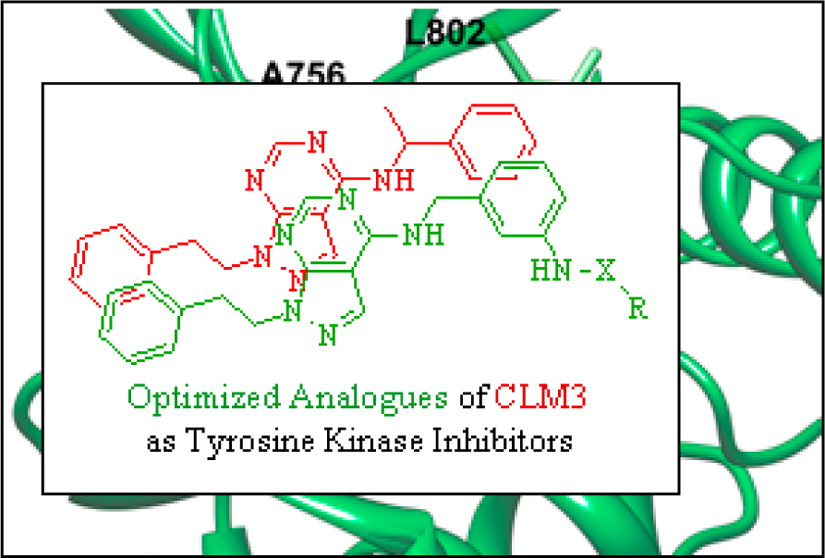 L802
A756
N
N
NH
N
N
N
N
NH
N
N
HN-X
R
Optimized Analogues of CLM3
as Tyrosine Kinase Inhibitors